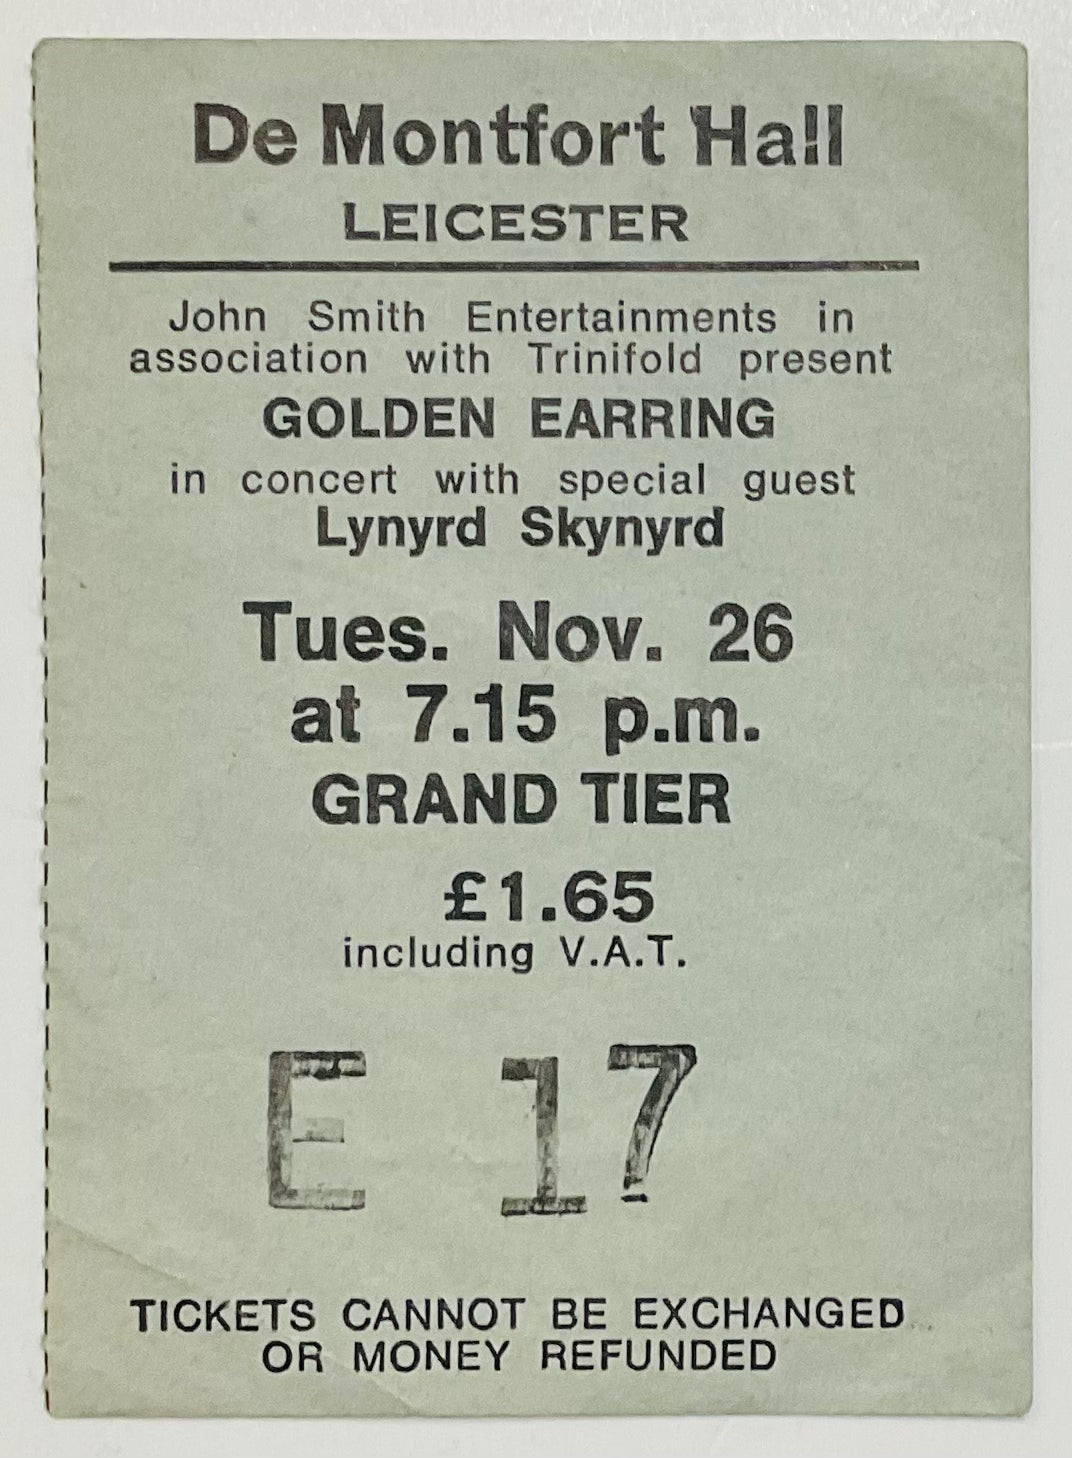 De Montfort Hall
LEICESTER
John Smith Entertainments in
association with Trinifold present
GOLDEN EARRING
in concert with special guest
Lynyrd Skynyrd
Tues. Nov. 26
at 7.15 p.m.
GRAND TIER
£1.65
including V.A.T.
E 17
TICKETS CANNOT BE EXCHANGED
OR MONEY REFUNDED